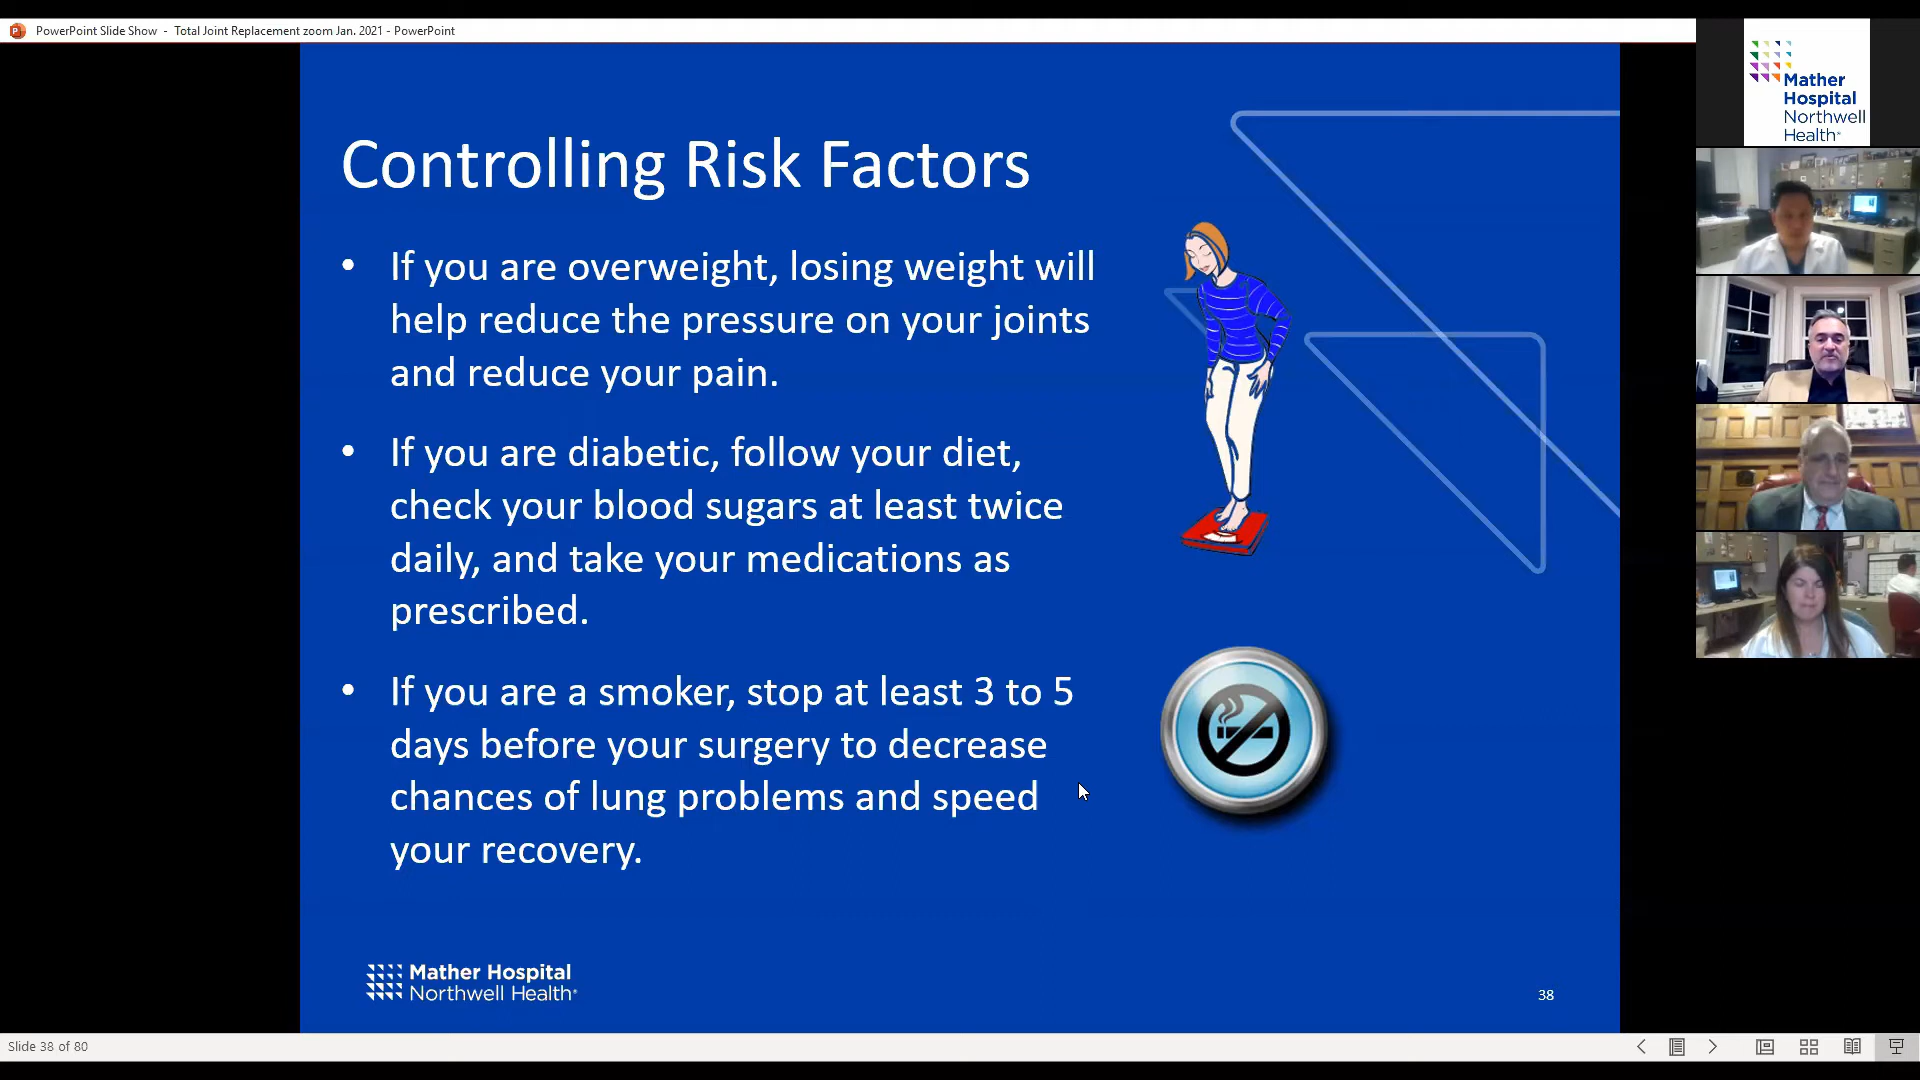 PowerPoint Slide Show - Total Joint Replacement zoom Jan. 2021 - PowerPoint
Mather
Hospital
Northwell
Health®
Controlling Risk Factors
• If you are overweight, losing weight will
help reduce the pressure on your joints
and reduce your pain.
• If you are diabetic, follow your diet,
check your blood sugars at least twice
daily, and take your medications as
prescribed.
• If you are a smoker, stop at least 3 to 5
days before your surgery to decrease
chances of lung problems and speed
your recovery.
Mather Hospital
Northwell Health®
38
Slide 38 of 80